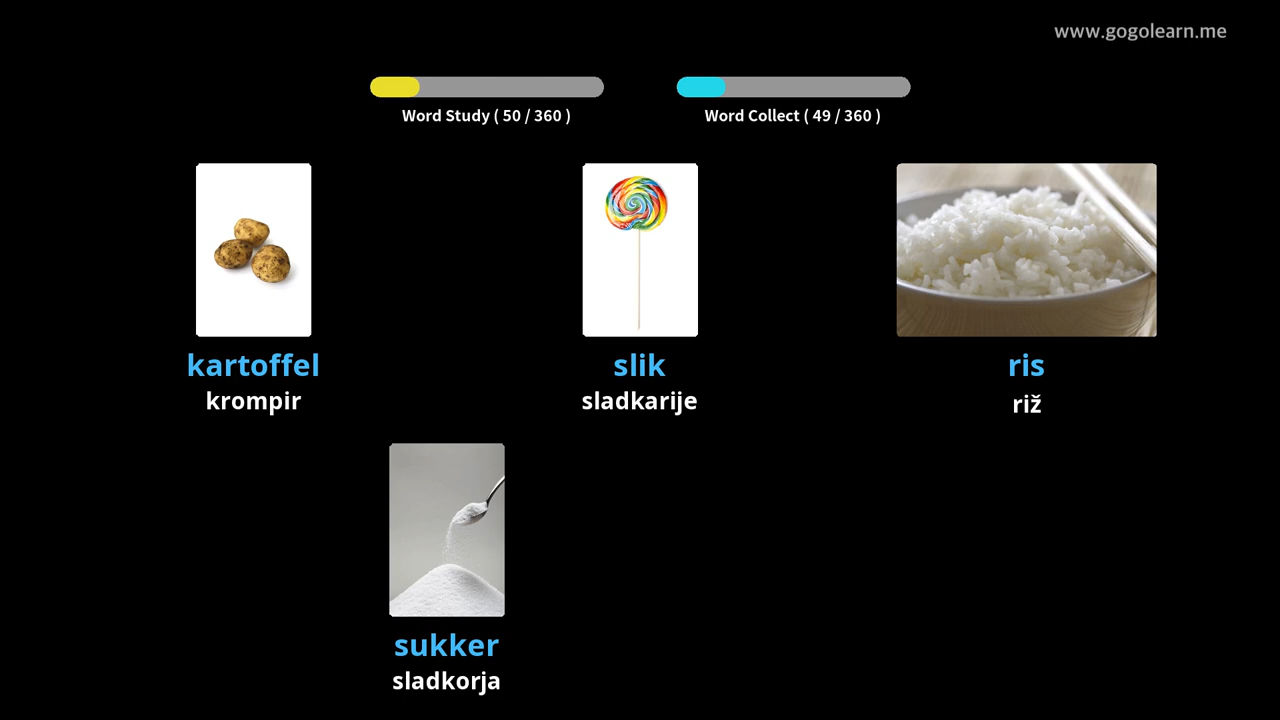 www.gogolearn.me
Word Study ( 50 / 360 )
Word Collect ( 49 / 360 )
kartoffel
krompir
slik
sladkarije
ris
riž
sukker
sladkorja